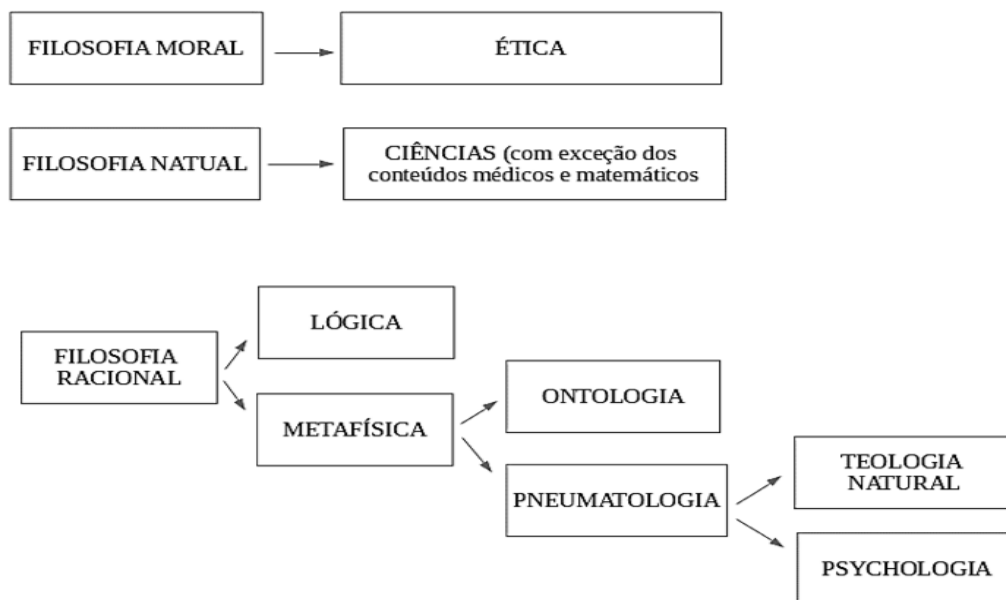 FILOSOFIA MORAL
ÉTICA
FILOSOFIA NATUAL
CIÊNCIAS (com exceção dos
conteúdos médicos e matemáticos
FILOSOFIA
RACIONAL
LÓGICA
METAFÍSICA
ONTOLOGIA
PNEUMATOLOGIA
TEOLOGIA
NATURAL
PSYCHOLOGIA